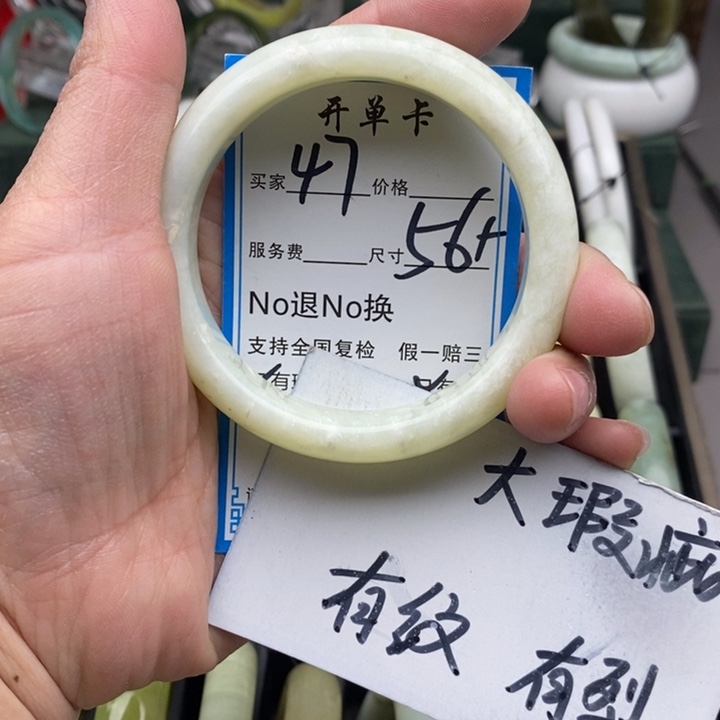 开单卡
买家 47 价格
服务费 尺寸 56+
No退No换
支持全国复检 假一赔三
大瑕疵
有纹 有裂